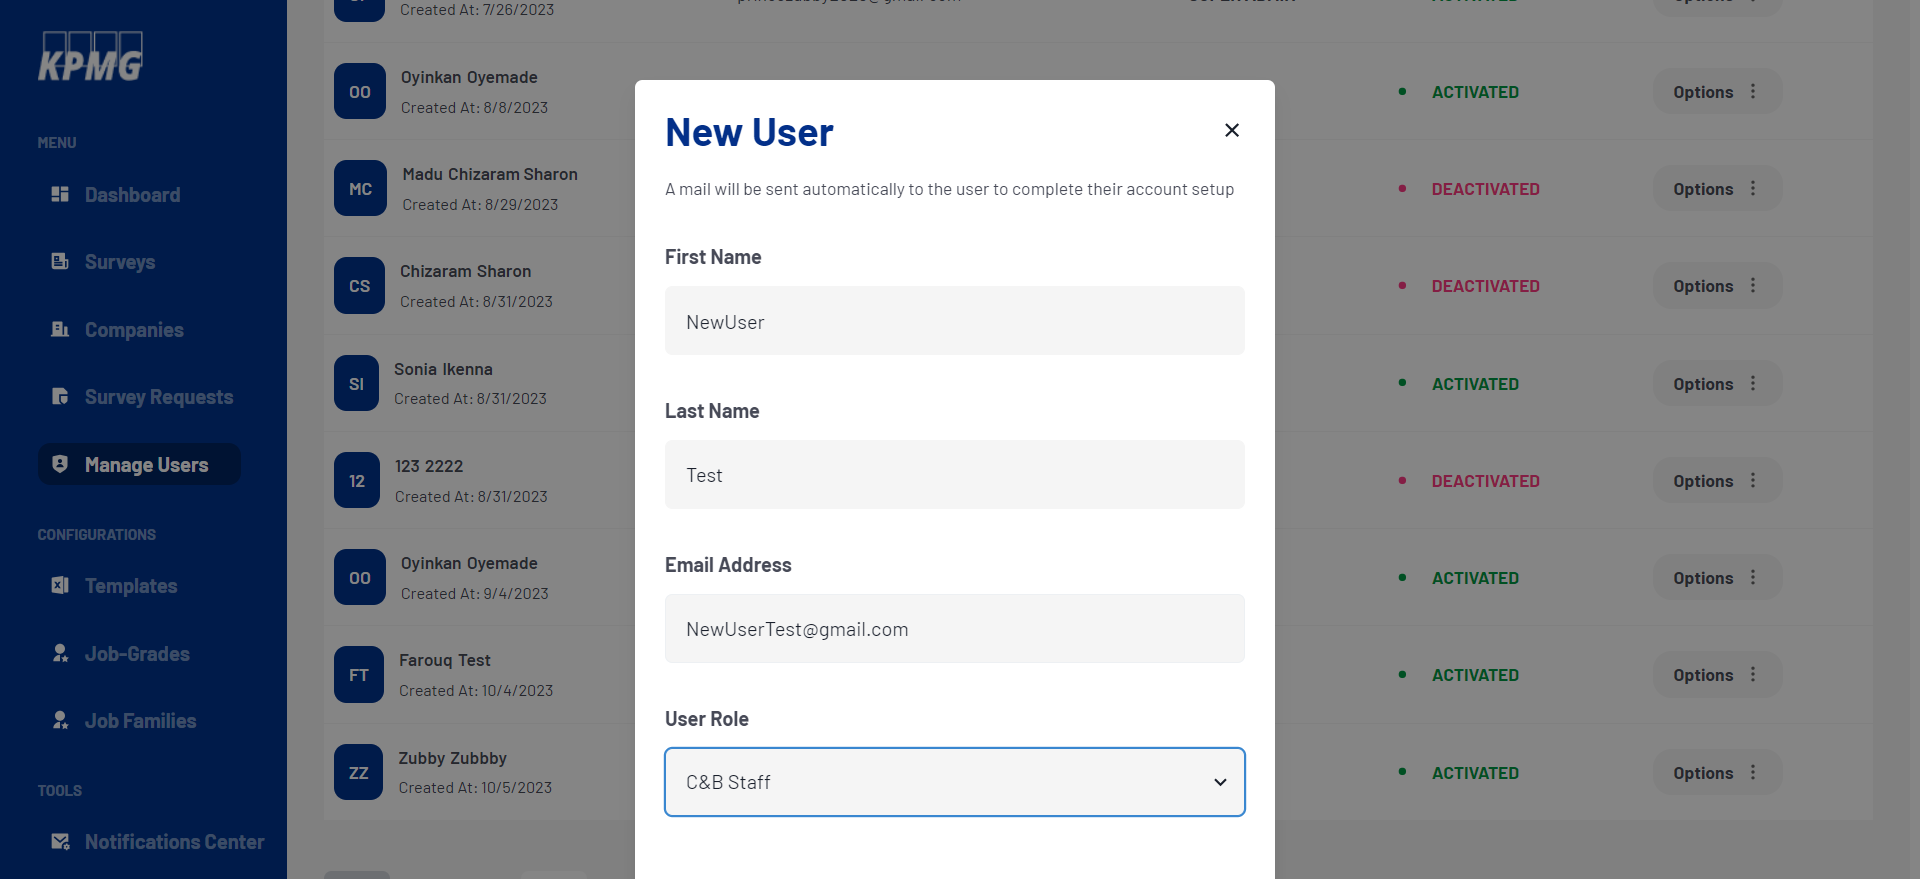 KPMG
MENU
Dashboard
Surveys
Companies
Survey Requests
Manage Users
CONFIGURATIONS
Templates
Job-Grades
Job Families
TOOLS
Notifications Center
Created At: 7/26/2023
OO
Oyinkan Oyemade
Created At: 8/8/2023
ACTIVATED
Options
MC
Madu Chizaram Sharon
Created At: 8/29/2023
DEACTIVATED
Options
CS
Chizaram Sharon
Created At: 8/31/2023
DEACTIVATED
Options
SI
Sonia Ikenna
Created At: 8/31/2023
ACTIVATED
Options
12
123 2222
Created At: 8/31/2023
DEACTIVATED
Options
OO
Oyinkan Oyemade
Created At: 9/4/2023
ACTIVATED
Options
FT
Farouq Test
Created At: 10/4/2023
ACTIVATED
Options
ZZ
Zubby Zubbby
Created At: 10/5/2023
ACTIVATED
Options
New User
A mail will be sent automatically to the user to complete their account setup
First Name
NewUser
Last Name
Test
Email Address
NewUserTest@gmail.com
User Role
C&B Staff